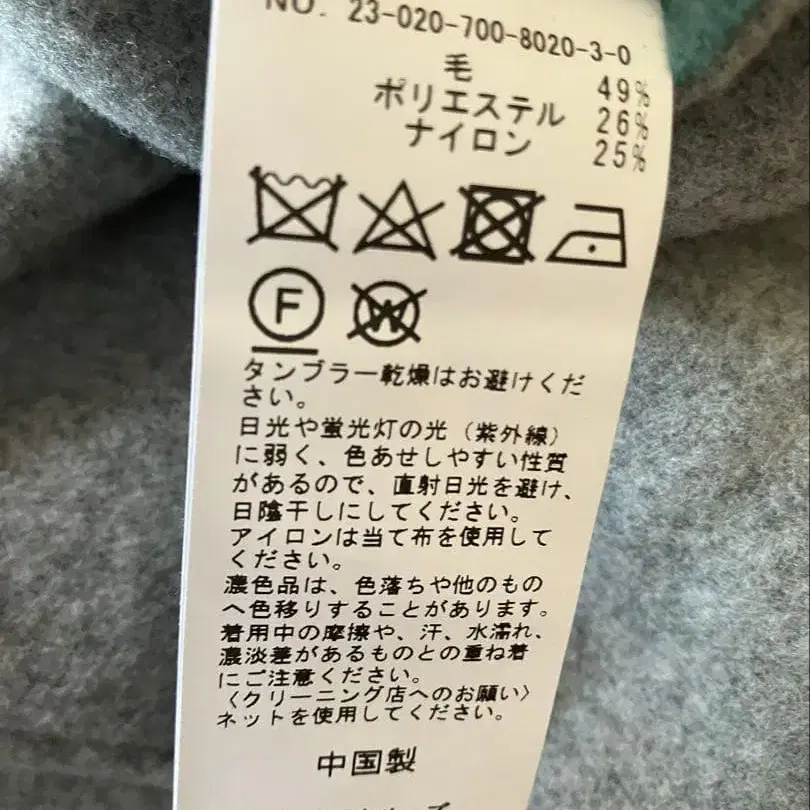 NO. 23-020-700-8020-3-0
毛 49%
ポリエステル 26%
ナイロン 25%
F
W
タンブラー乾燥はお避けくだ
さい。
日光や蛍光灯の光（紫外線）
に弱く、色あせしやすい性質
があるので、直射日光を避け、
日陰干しにしてください。
アイロンは当て布を使用して
ください。
濃色品は、色落ちや他のもの
へ色移りすることがあります。
着用中の摩擦や、汗、水濡れ、
濃淡差があるものとの重ね着
にご注意ください。
〈クリーニング店へのお願い〉
ネットを使用してください。
中国製